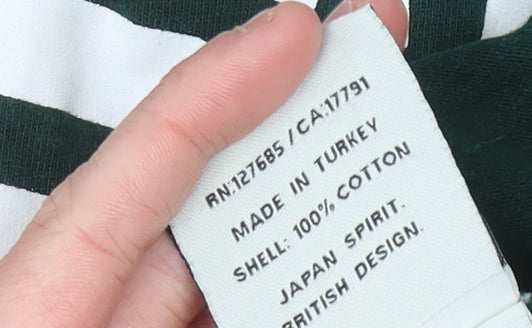 RN:127685 / CA:17791
MADE IN TURKEY
SHELL: 100% COTTON
JAPAN SPIRIT.
BRITISH DESIGN.